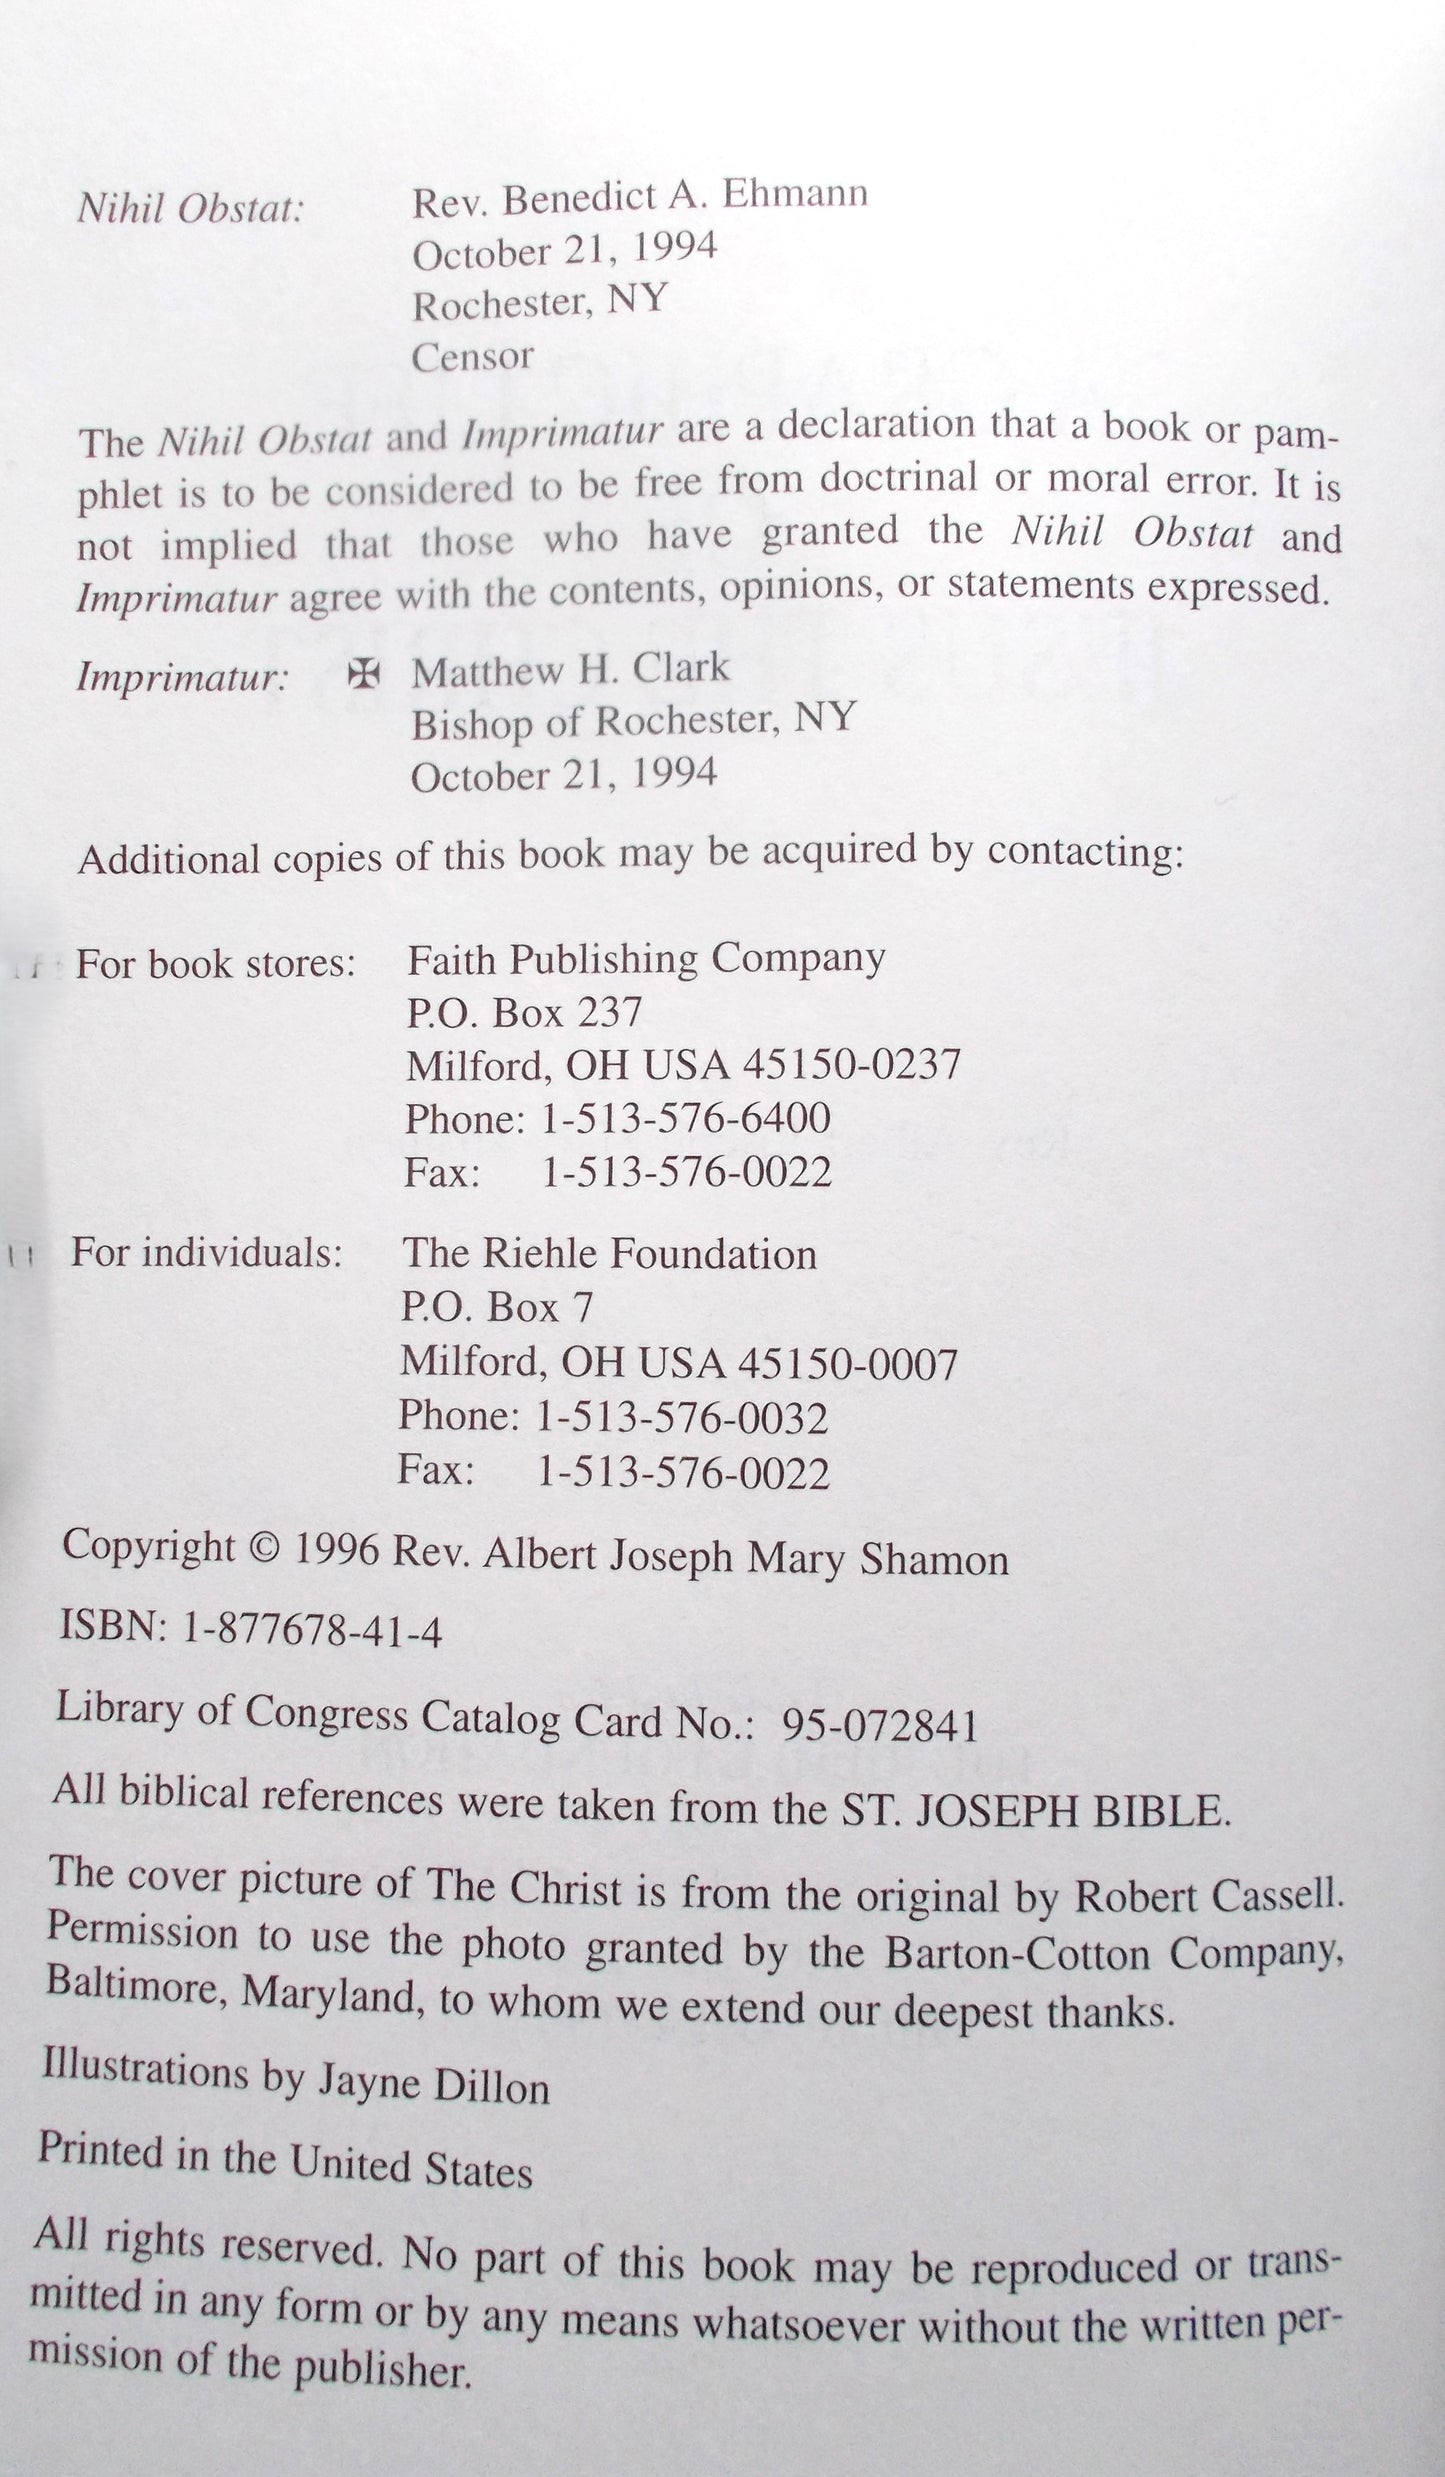 Nihil Obstat: Rev. Benedict A. Ehmann
October 21, 1994
Rochester, NY
Censor
The Nihil Obstat and Imprimatur are a declaration that a book or pam-
phlet is to be considered to be free from doctrinal or moral error. It is
not implied that those who have granted the Nihil Obstat and
Imprimatur agree with the contents, opinions, or statements expressed.
Imprimatur: ✠ Matthew H. Clark
Bishop of Rochester, NY
October 21, 1994
Additional copies of this book may be acquired by contacting:
For book stores: Faith Publishing Company
P.O. Box 237
Milford, OH USA 45150-0237
Phone: 1-513-576-6400
Fax: 1-513-576-0022
For individuals: The Riehle Foundation
P.O. Box 7
Milford, OH USA 45150-0007
Phone: 1-513-576-0032
Fax: 1-513-576-0022
Copyright © 1996 Rev. Albert Joseph Mary Shamon
ISBN: 1-877678-41-4
Library of Congress Catalog Card No.: 95-072841
All biblical references were taken from the ST. JOSEPH BIBLE.
The cover picture of The Christ is from the original by Robert Cassell.
Permission to use the photo granted by the Barton-Cotton Company,
Baltimore, Maryland, to whom we extend our deepest thanks.
Illustrations by Jayne Dillon
Printed in the United States
All rights reserved. No part of this book may be reproduced or trans-
mitted in any form or by any means whatsoever without the written per-
mission of the publisher.